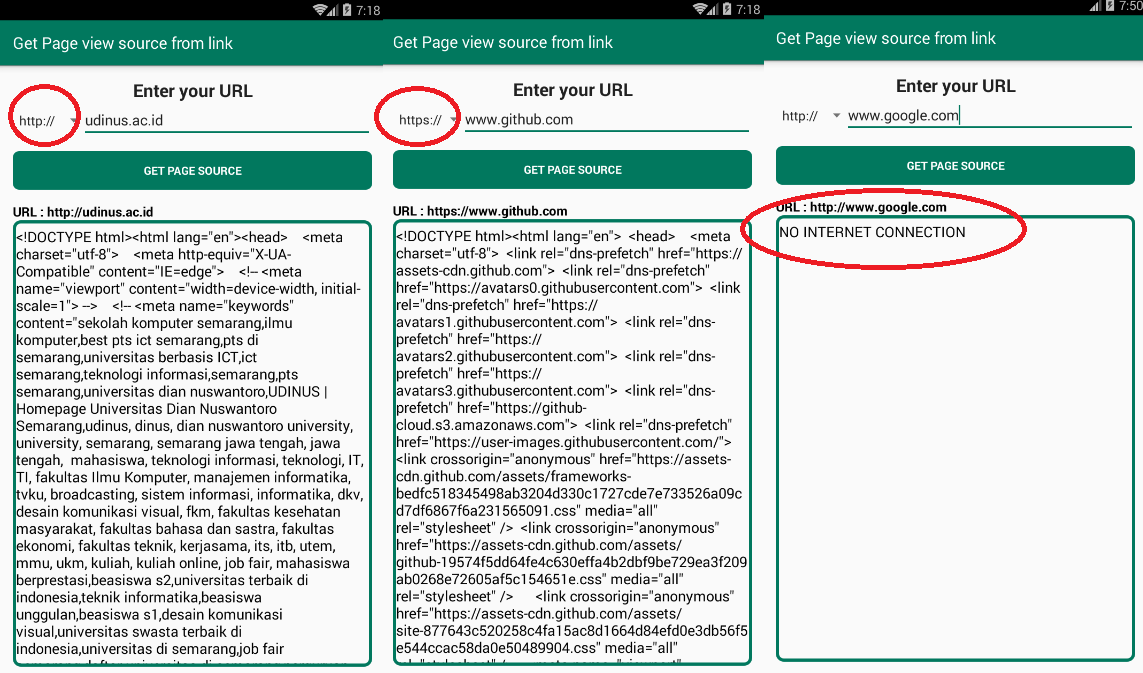 7:18
Get Page view source from link
Enter your URL
http://
udinus.ac.id
GET PAGE SOURCE
URL : http://udinus.ac.id
<!DOCTYPE html><html lang="en"><head>    <meta
charset="utf-8">    <meta http-equiv="X-UA-
Compatible" content="IE=edge">    <!-- <meta
name="viewport" content="width=device-width, initial-
scale=1"> -->    <!-- <meta name="keywords"
content="sekolah komputer semarang,ilmu
komputer,best pts ict semarang,pts di
semarang,universitas berbasis ICT,ict
semarang,teknologi informasi,semarang,pts
semarang,universitas dian nuswantoro,UDINUS |
Homepage Universitas Dian Nuswantoro
Semarang,udinus, dinus, dian nuswantoro university,
university, semarang, semarang jawa tengah, jawa
tengah,  mahasiswa, teknologi informasi, teknologi, IT,
TI, fakultas Ilmu Komputer, manajemen informatika,
tvku, broadcasting, sistem informasi, informatika, dkv,
desain komunikasi visual, fkm, fakultas kesehatan
masyarakat, fakultas bahasa dan sastra, fakultas
ekonomi, fakultas teknik, kerjasama, its, itb, utem,
mmu, ukm, kuliah, kuliah online, job fair, mahasiswa
berprestasi,beasiswa s2,universitas terbaik di
indonesia,teknik informatika,beasiswa
unggulan,beasiswa s1,desain komunikasi
visual,universitas swasta terbaik di
indonesia,universitas di semarang,job fair
7:18
Get Page view source from link
Enter your URL
https://
www.github.com
GET PAGE SOURCE
URL : https://www.github.com
<!DOCTYPE html><html lang="en">  <head>    <meta
charset="utf-8">  <link rel="dns-prefetch" href="https://
assets-cdn.github.com">  <link rel="dns-prefetch"
href="https://avatars0.githubusercontent.com">  <link
rel="dns-prefetch" href="https://
avatars1.githubusercontent.com">  <link rel="dns-
prefetch" href="https://
avatars2.githubusercontent.com">  <link rel="dns-
prefetch" href="https://
avatars3.githubusercontent.com">  <link rel="dns-
prefetch" href="https://github-
cloud.s3.amazonaws.com">  <link rel="dns-prefetch"
href="https://user-images.githubusercontent.com/">
<link crossorigin="anonymous" href="https://assets-
cdn.github.com/assets/frameworks-
bedfc518345498ab3204d330c1727cde7e733526a09c
d7df6867f6a231565091.css" media="all"
rel="stylesheet" />  <link crossorigin="anonymous"
href="https://assets-cdn.github.com/assets/
github-19574f5dd64fe4c630effa4b2dbf9be729ea3f209
ab0268e72605af5c154651e.css" media="all"
rel="stylesheet" />      <link crossorigin="anonymous"
href="https://assets-cdn.github.com/assets/
site-877643c520258c4fa15ac8d1664d84efd0e3db56f5
e544ccac58da0e50489904.css" media="all"
7:50
Get Page view source from link
Enter your URL
http://
www.google.com
GET PAGE SOURCE
URL : http://www.google.com
NO INTERNET CONNECTION